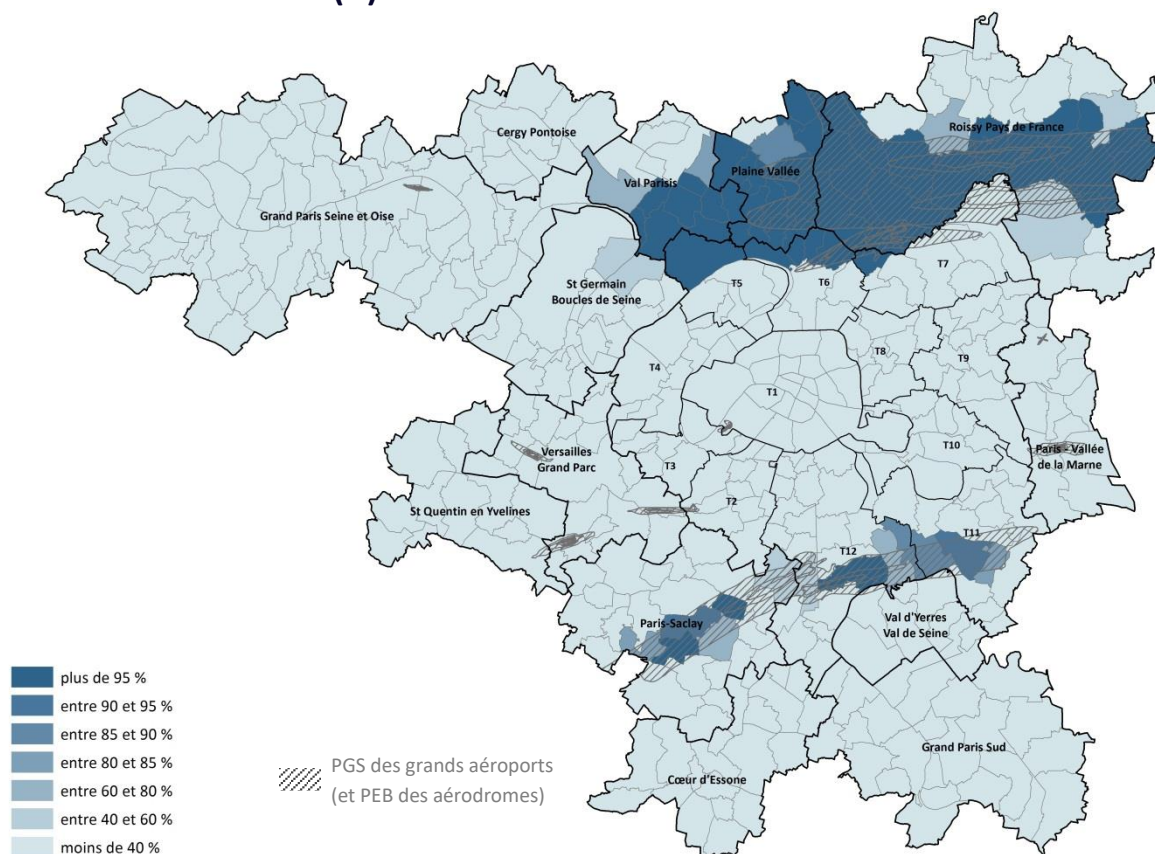 Cergy Pontoise
Roissy Pays de France
Plaine Vallée
Val Parisis
Grand Paris Seine et Oise
St Germain
Boucles de Seine
T5
T6
T7
T4
T8
T9
T1
Versailles
Grand Parc
T3
T10
Paris - Vallée
de la Marne
St Quentin en Yvelines
T2
T12
T11
Paris-Saclay
Val d'Yerres
Val de Seine
Grand Paris Sud
Cœur d'Essone
plus de 95 %
entre 90 et 95 %
entre 85 et 90 %
entre 80 et 85 %
entre 60 et 80 %
entre 40 et 60 %
moins de 40 %
PGS des grands aéroports
(et PEB des aérodromes)